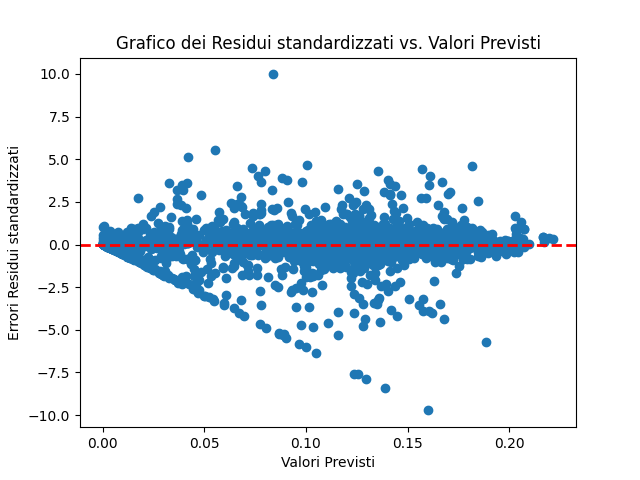 Grafico dei Residui standardizzati vs. Valori Previsti
Errori Residui standardizzati
10.0
7.5
5.0
2.5
0.0
−2.5
−5.0
−7.5
−10.0
0.00 0.05 0.10 0.15 0.20
Valori Previsti